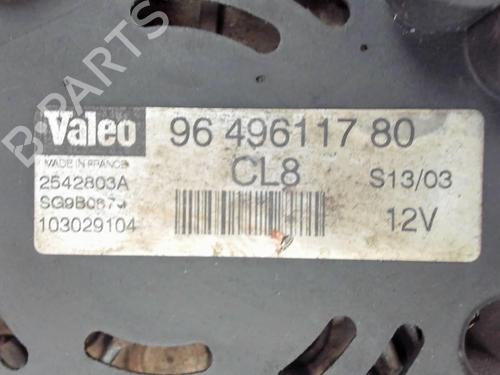 B-PARTS
Valeo
96 496117 80
MADE IN FRANCE
CL8
S13/03
2542803A
103029104
12V